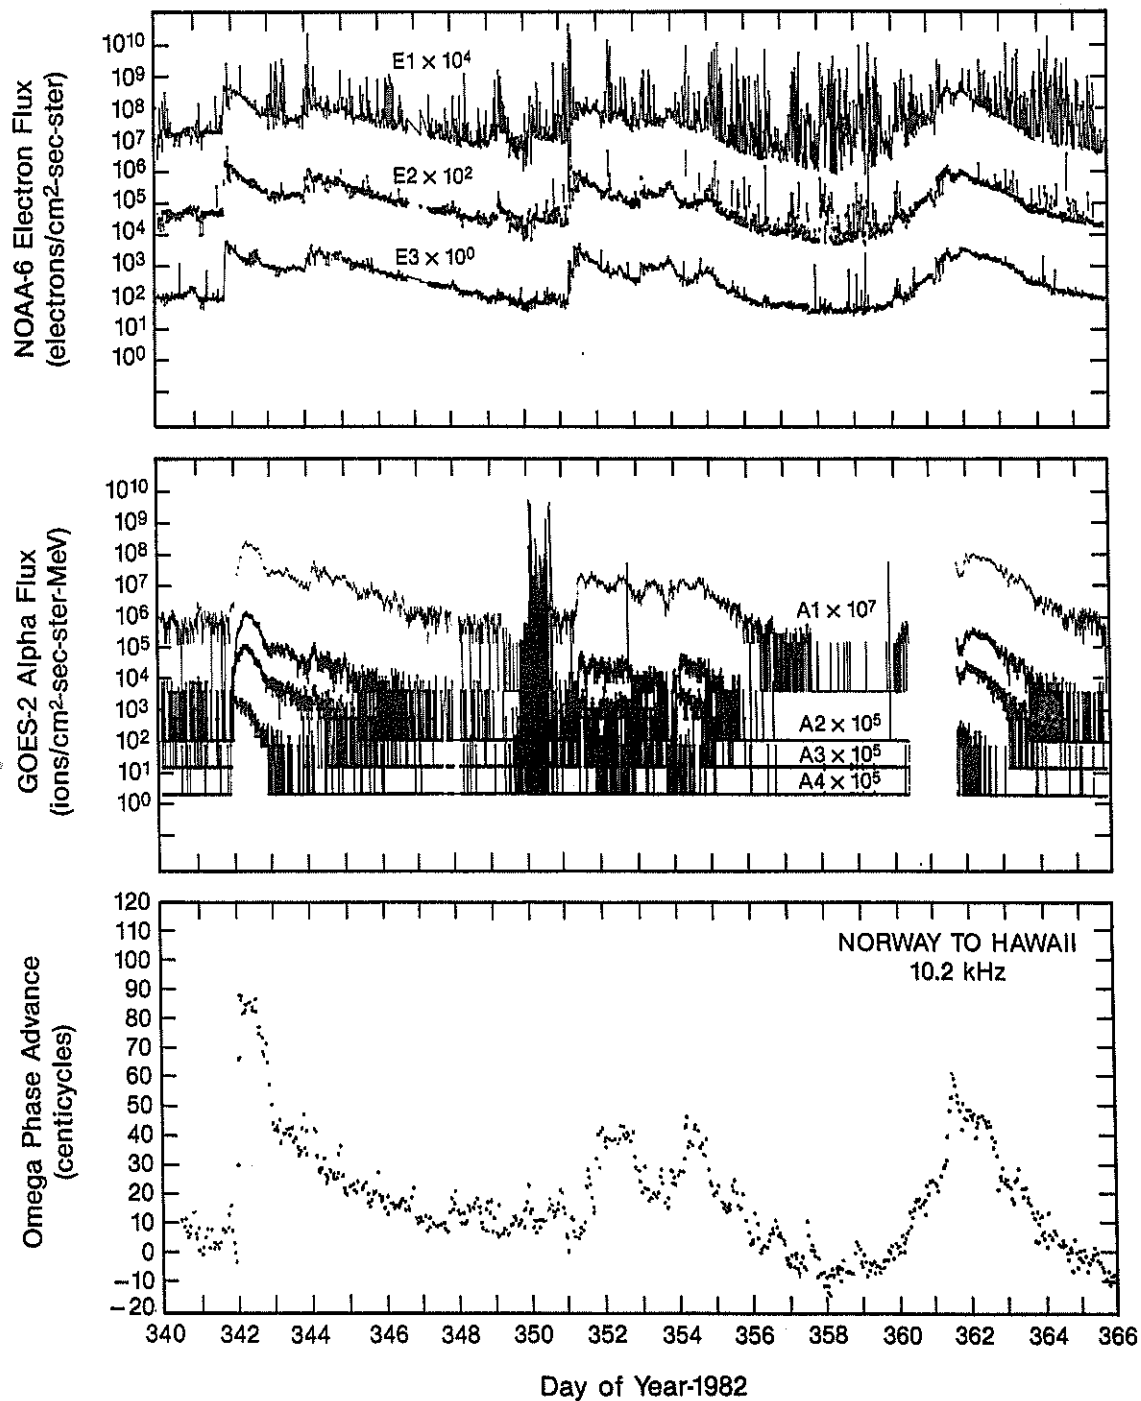 NOAA-6 Electron Flux
(electrons/cm²-sec-ster)
10¹⁰
10⁹
10⁸
10⁷
10⁶
10⁵
10⁴
10³
10²
10¹
10⁰
E1 × 10⁴
E2 × 10²
E3 × 10⁰
GOES-2 Alpha Flux
(ions/cm²-sec-ster-MeV)
10¹⁰
10⁹
10⁸
10⁷
10⁶
10⁵
10⁴
10³
10²
10¹
10⁰
A1 × 10⁷
A2 × 10⁵
A3 × 10⁵
A4 × 10⁵
Omega Phase Advance
(centicycles)
120
110
100
90
80
70
60
50
40
30
20
10
0
−10
−20
NORWAY TO HAWAII
10.2 kHz
340 342 344 346 348 350 352 354 356 358 360 362 364 366
Day of Year-1982